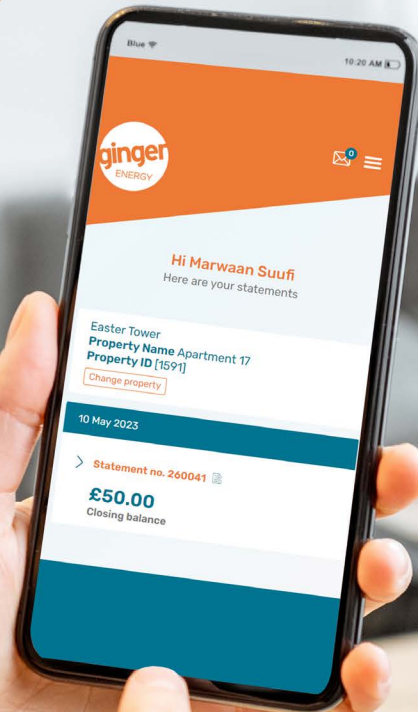 Blue
10:20 AM
ginger
ENERGY
0
Hi Marwaan Suufi
Here are your statements
Easter Tower
Property Name Apartment 17
Property ID [1591]
Change property
10 May 2023
Statement no. 260041
£50.00
Closing balance